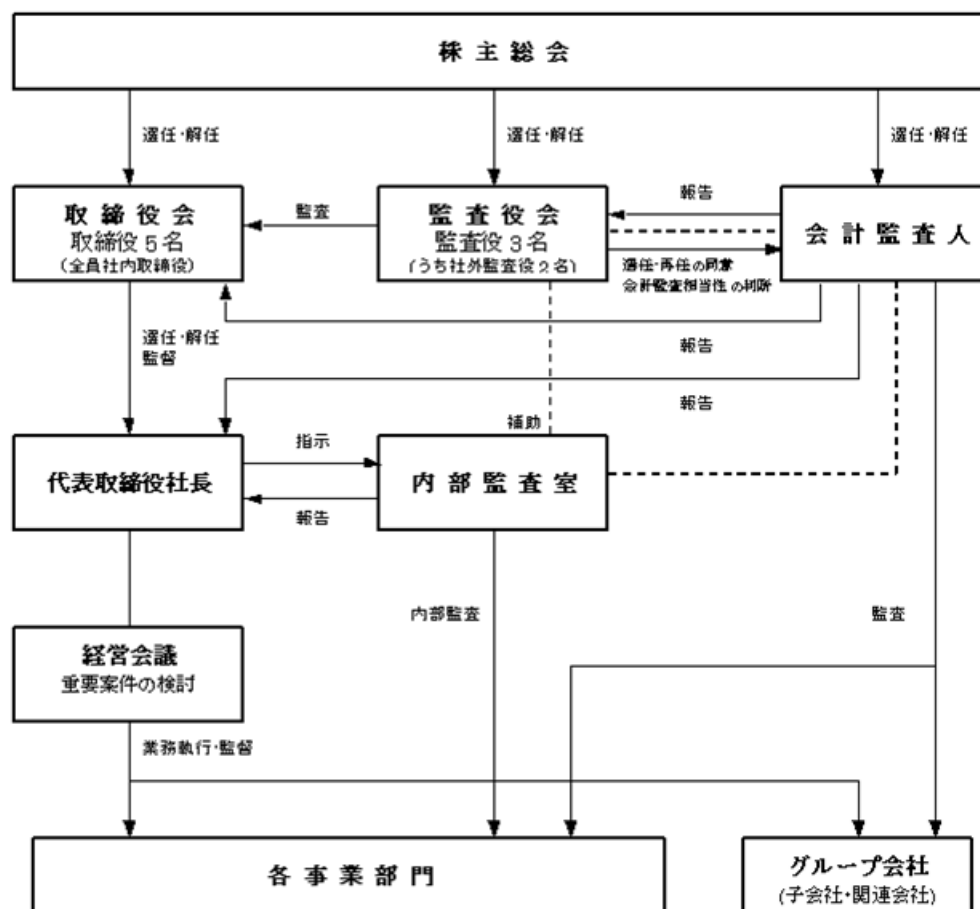 株主総会
選任・解任
選任・解任
選任・解任
取締役会
取締役5名
(全員社内取締役)
監査
監査役会
監査役3名
(うち社外監査役2名)
報告
選任・再任の同意
会計監査相当性の判断
会計監査人
選任・解任
監督
報告
報告
補助
代表取締役社長
指示
報告
内部監査室
内部監査
監査
経営会議
重要案件の検討
業務執行・監督
各事業部門
グループ会社
(子会社・関連会社)